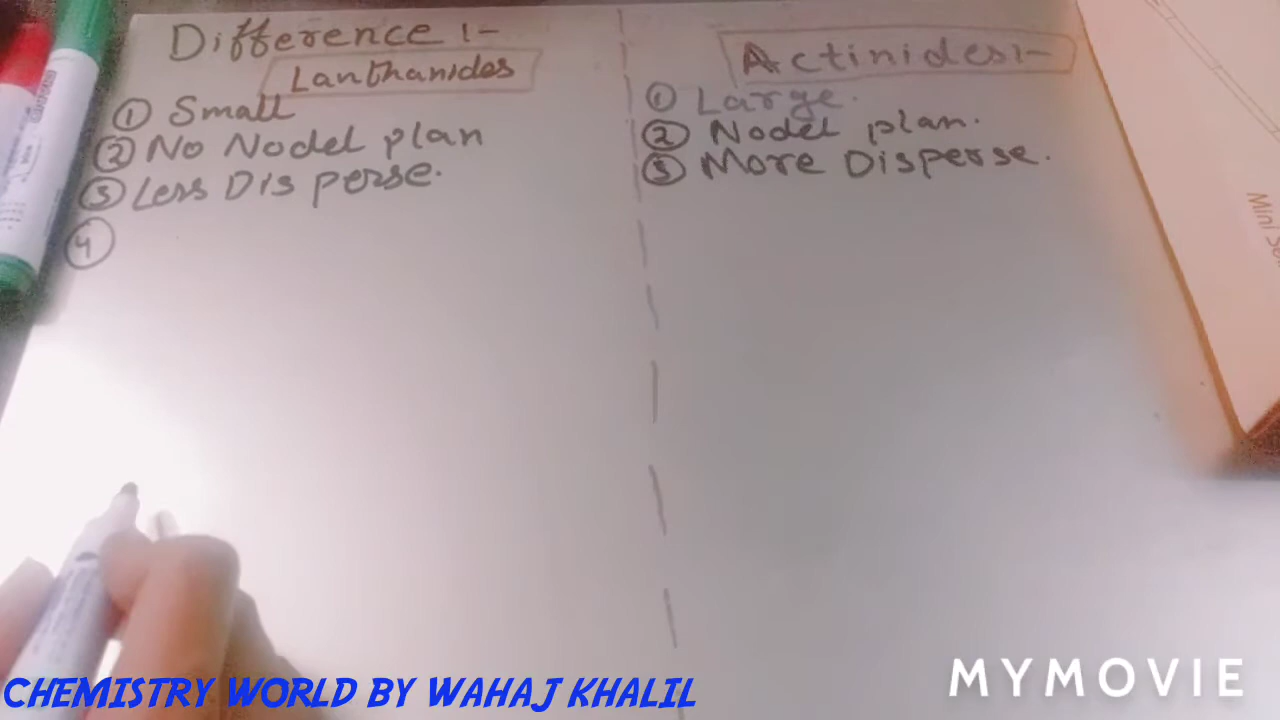 Difference :-
Lanthanides
① Small
② No Nodel plan
③ Less Disperse.
④
Actinides:-
① Large.
② Nodel plan.
③ More Disperse.
Mini
MYMOVIE
CHEMISTRY WORLD BY WAHAJ KHALIL